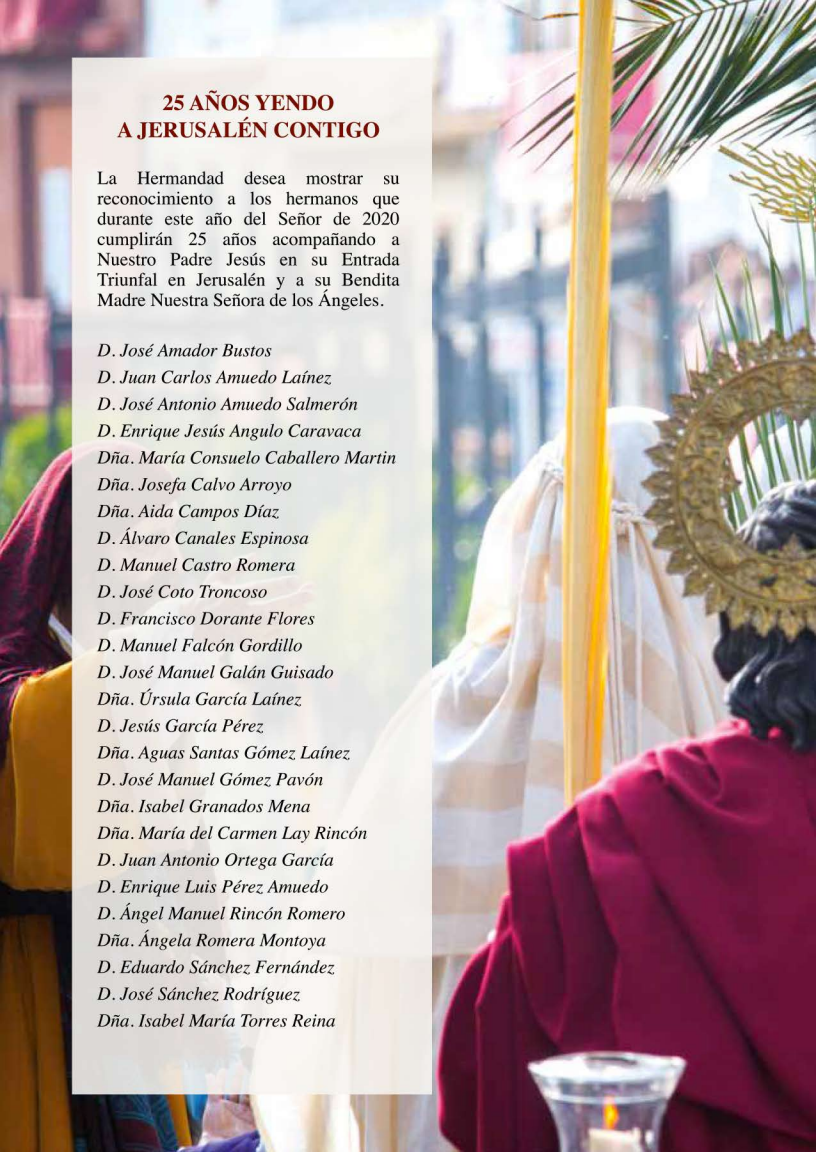 25 AÑOS YENDO
A JERUSALÉN CONTIGO
La Hermandad desea mostrar su
reconocimiento a los hermanos que
durante este año del Señor de 2020
cumplirán 25 años acompañando a
Nuestro Padre Jesús en su Entrada
Triunfal en Jerusalén y a su Bendita
Madre Nuestra Señora de los Ángeles.
D. José Amador Bustos
D. Juan Carlos Amuedo Laínez
D. José Antonio Amuedo Salmerón
D. Enrique Jesús Angulo Caravaca
Dña. María Consuelo Caballero Martin
Dña. Josefa Calvo Arroyo
Dña. Aida Campos Díaz
D. Álvaro Canales Espinosa
D. Manuel Castro Romera
D. José Coto Troncoso
D. Francisco Dorante Flores
D. Manuel Falcón Gordillo
D. José Manuel Galán Guisado
Dña. Úrsula García Laínez
D. Jesús García Pérez
Dña. Aguas Santas Gómez Laínez
D. José Manuel Gómez Pavón
Dña. Isabel Granados Mena
Dña. María del Carmen Lay Rincón
D. Juan Antonio Ortega García
D. Enrique Luis Pérez Amuedo
D. Ángel Manuel Rincón Romero
Dña. Ángela Romera Montoya
D. Eduardo Sánchez Fernández
D. José Sánchez Rodríguez
Dña. Isabel María Torres Reina